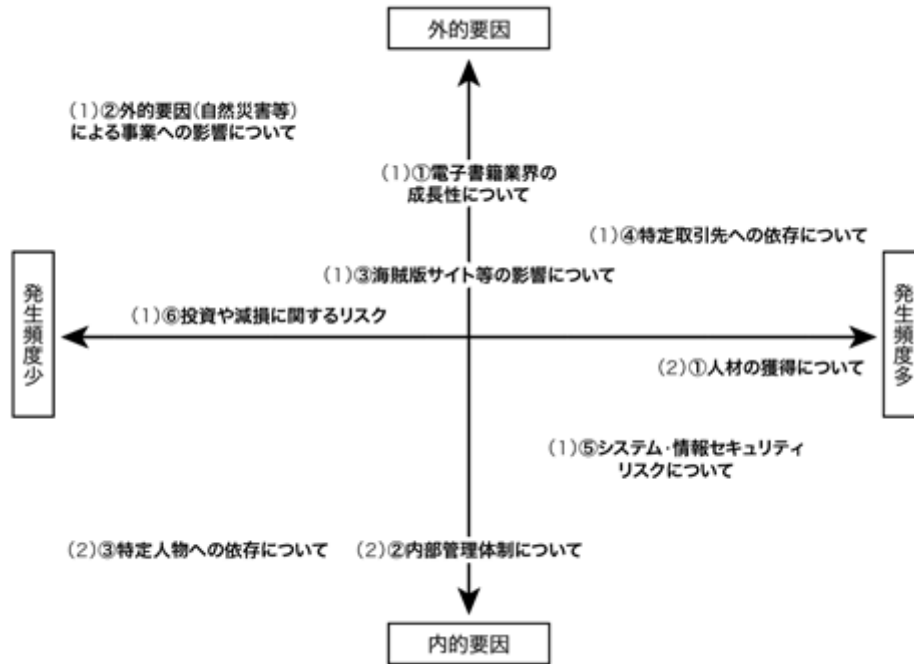 外的要因
(1)②外的要因(自然災害等)
による事業への影響について
(1)①電子書籍業界の
成長性について
(1)④特定取引先への依存について
(1)③海賊版サイト等の影響について
発生頻度少
(1)⑥投資や減損に関するリスク
発生頻度多
(2)①人材の獲得について
(1)⑤システム・情報セキュリティ
リスクについて
(2)③特定人物への依存について
(2)②内部管理体制について
内的要因